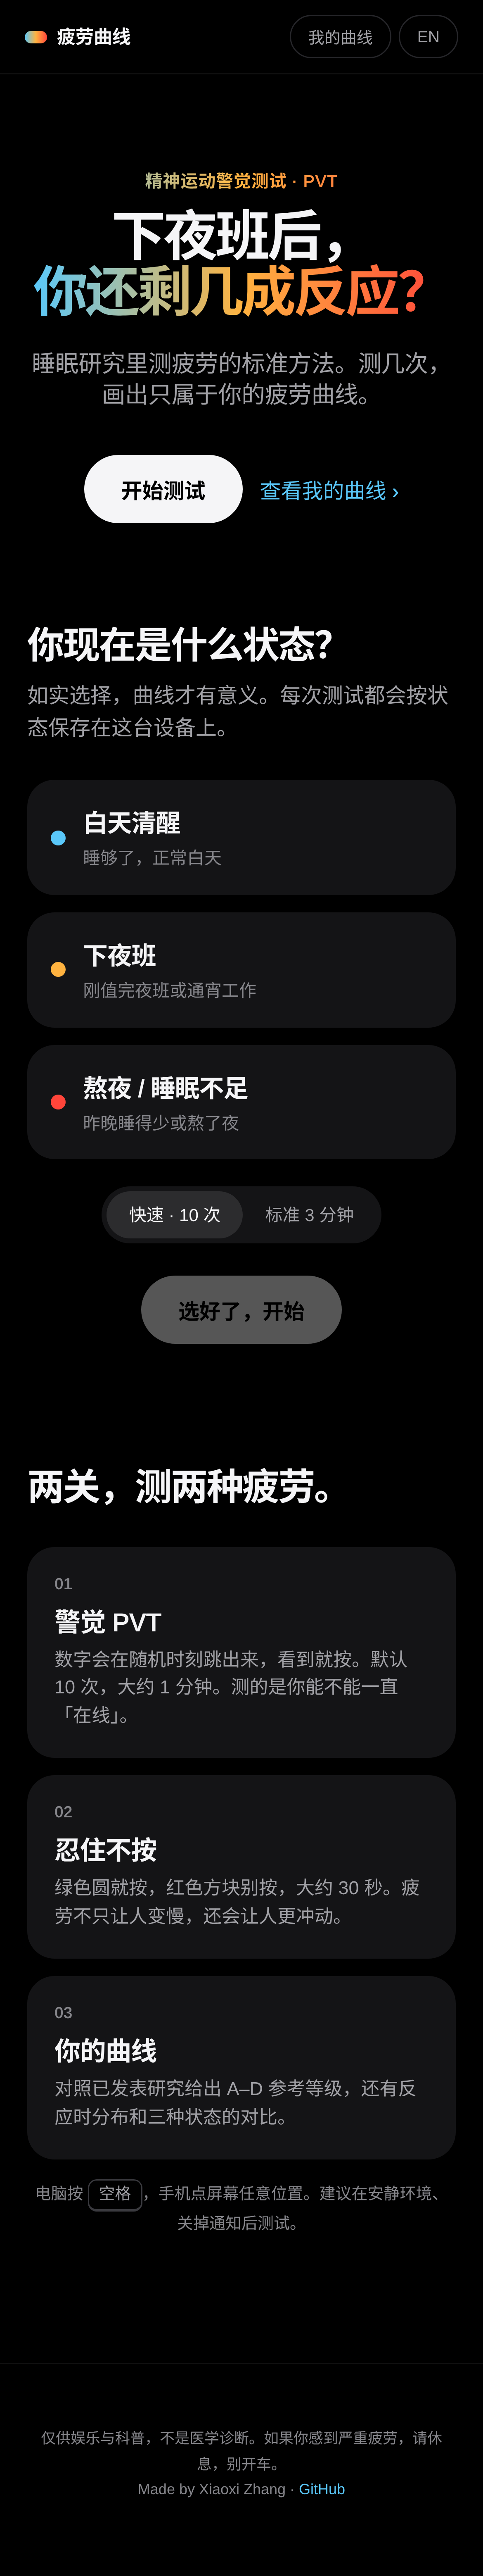 疲劳曲线
我的曲线
EN
精神运动警觉测试 · PVT
下夜班后，
你还剩几成反应？
睡眠研究里测疲劳的标准方法。测几次，
画出只属于你的疲劳曲线。
开始测试
查看我的曲线 ›
你现在是什么状态？
如实选择，曲线才有意义。每次测试都会按状
态保存在这台设备上。
白天清醒
睡够了，正常白天
下夜班
刚值完夜班或通宵工作
熬夜 / 睡眠不足
昨晚睡得少或熬了夜
快速 · 10 次
标准 3 分钟
选好了，开始
两关，测两种疲劳。
01
警觉 PVT
数字会在随机时刻跳出来，看到就按。默认
10 次，大约 1 分钟。测的是你能不能一直
「在线」。
02
忍住不按
绿色圆就按，红色方块别按，大约 30 秒。疲
劳不只让人变慢，还会让人更冲动。
03
你的曲线
对照已发表研究给出 A–D 参考等级，还有反
应时分布和三种状态的对比。
电脑按 空格，手机点屏幕任意位置。建议在安静环境、
关掉通知后测试。
仅供娱乐与科普，不是医学诊断。如果你感到严重疲劳，请休
息，别开车。
Made by Xiaoxi Zhang · GitHub